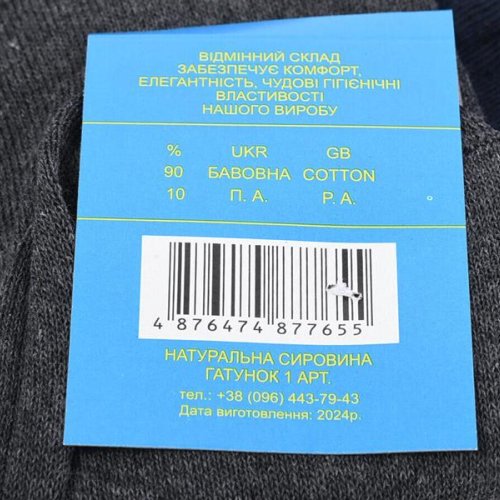 ВІДМІННИЙ СКЛАД
ЗАБЕЗПЕЧУЄ КОМФОРТ,
ЕЛЕГАНТНІСТЬ, ЧУДОВІ ГІГІЄНІЧНІ
ВЛАСТИВОСТІ
НАШОГО ВИРОБУ
% UKR GB
90 БАВОВНА COTTON
10 П. А. P. A.
4 876474 877655
НАТУРАЛЬНА СИРОВИНА
ГАТУНОК 1 АРТ.
тел.: +38 (096) 443-79-43
Дата виготовлення: 2024р.